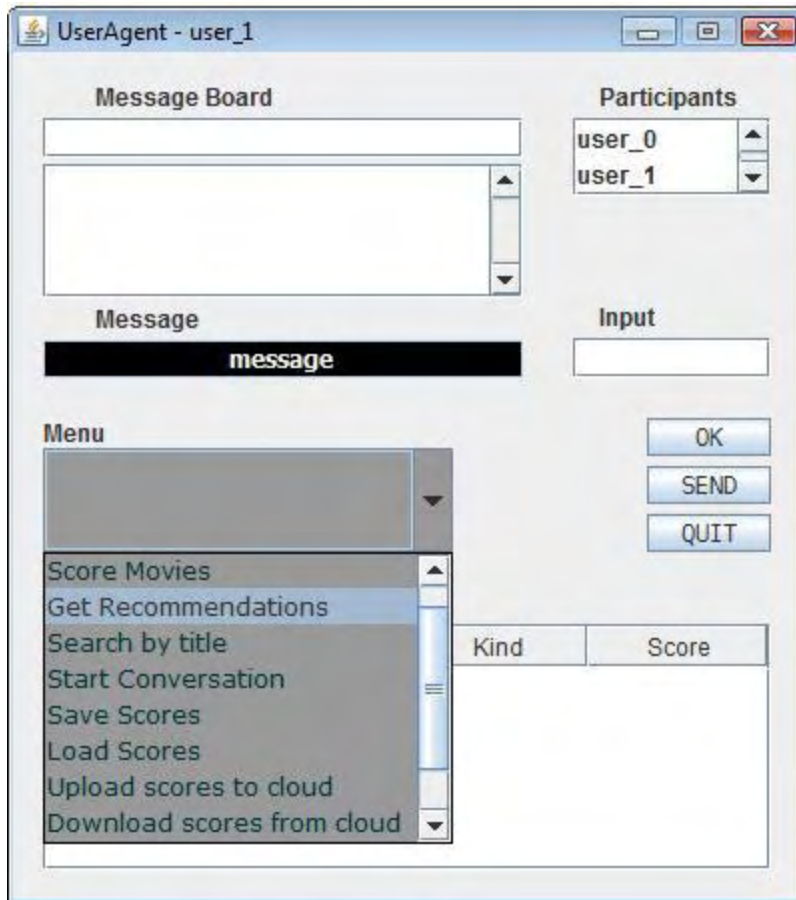 UserAgent - user_1
Message Board
Participants
user_0
user_1
Message
Input
message
Menu
OK
SEND
QUIT
Score Movies
Get Recommendations
Search by title
Start Conversation
Save Scores
Load Scores
Upload scores to cloud
Download scores from cloud
Kind
Score